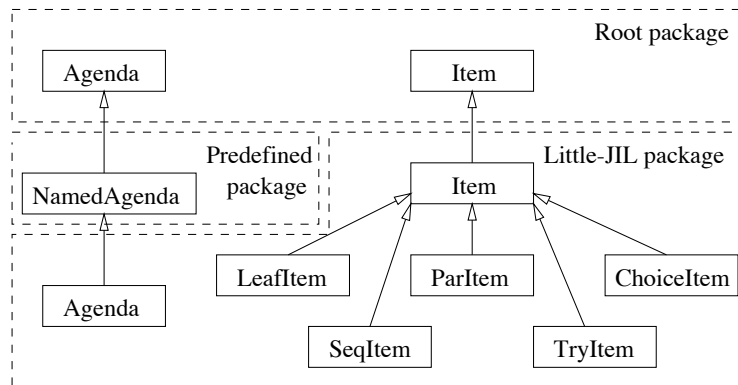 Root package
Agenda
Item
Predefined
package
Little-JIL package
NamedAgenda
Item
LeafItem
ParItem
ChoiceItem
Agenda
SeqItem
TryItem